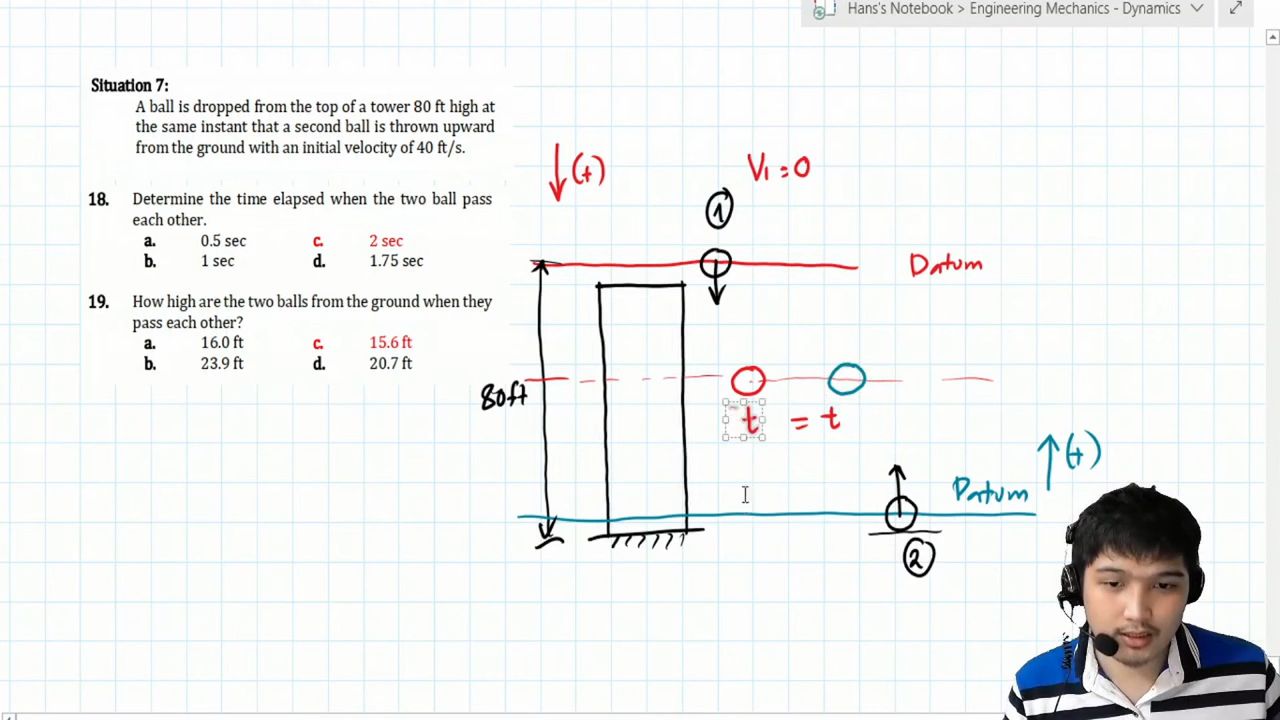 Hans's Notebook > Engineering Mechanics - Dynamics
Situation 7:
A ball is dropped from the top of a tower 80 ft high at
the same instant that a second ball is thrown upward
from the ground with an initial velocity of 40 ft/s.
18. Determine the time elapsed when the two ball pass
each other.
a. 0.5 sec c. 2 sec
b. 1 sec d. 1.75 sec
19. How high are the two balls from the ground when they
pass each other?
a. 16.0 ft c. 15.6 ft
b. 23.9 ft d. 20.7 ft
(+)
V1 = 0
1
Datum
80ft
t = t
(+)
Datum
2